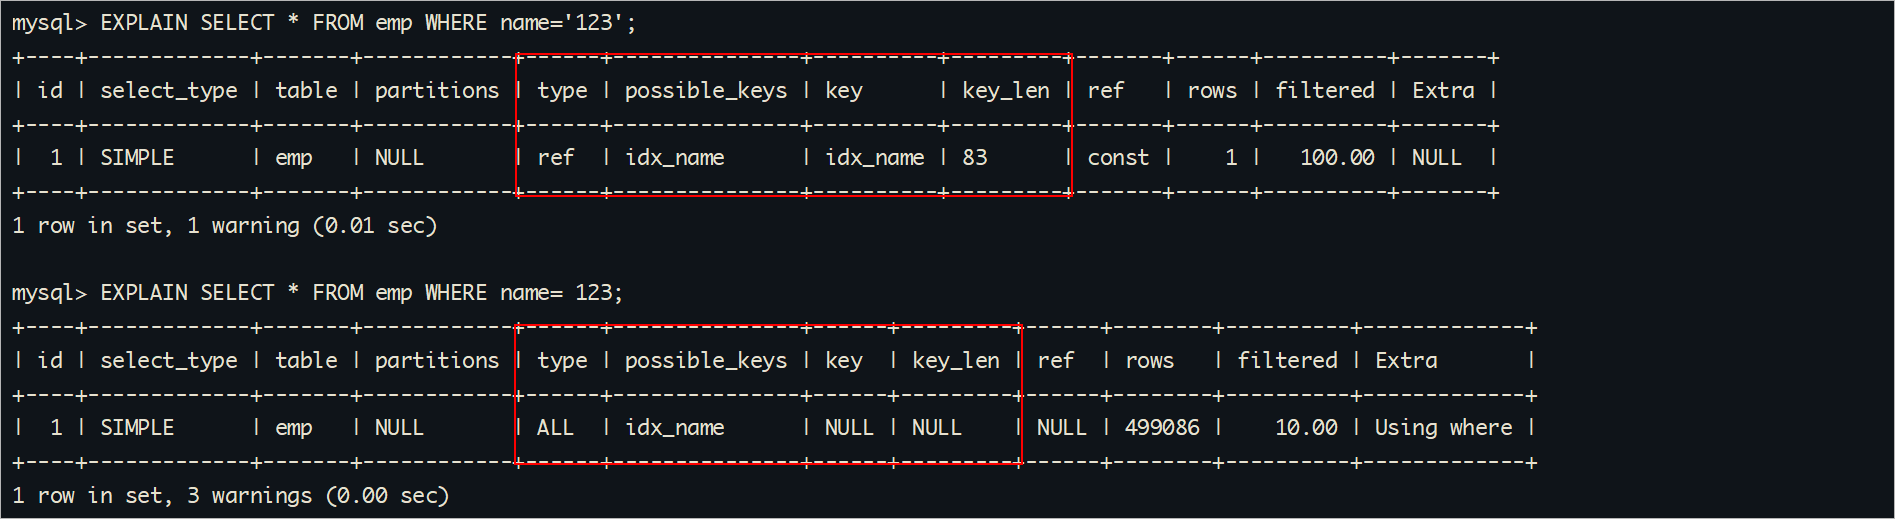 mysql> EXPLAIN SELECT * FROM emp WHERE name='123';
+----+-------------+-------+------------+------+---------------+----------+---------+-------+------+----------+-------+
| id | select_type | table | partitions | type | possible_keys | key      | key_len | ref   | rows | filtered | Extra |
+----+-------------+-------+------------+------+---------------+----------+---------+-------+------+----------+-------+
|  1 | SIMPLE      | emp   | NULL       | ref  | idx_name      | idx_name | 83      | const |    1 |   100.00 | NULL  |
+----+-------------+-------+------------+------+---------------+----------+---------+-------+------+----------+-------+
1 row in set, 1 warning (0.01 sec)

mysql> EXPLAIN SELECT * FROM emp WHERE name= 123;
+----+-------------+-------+------------+------+---------------+------+---------+------+--------+----------+-------------+
| id | select_type | table | partitions | type | possible_keys | key  | key_len | ref  | rows   | filtered | Extra       |
+----+-------------+-------+------------+------+---------------+------+---------+------+--------+----------+-------------+
|  1 | SIMPLE      | emp   | NULL       | ALL  | idx_name      | NULL | NULL    | NULL | 499086 |    10.00 | Using where |
+----+-------------+-------+------------+------+---------------+------+---------+------+--------+----------+-------------+
1 row in set, 3 warnings (0.00 sec)